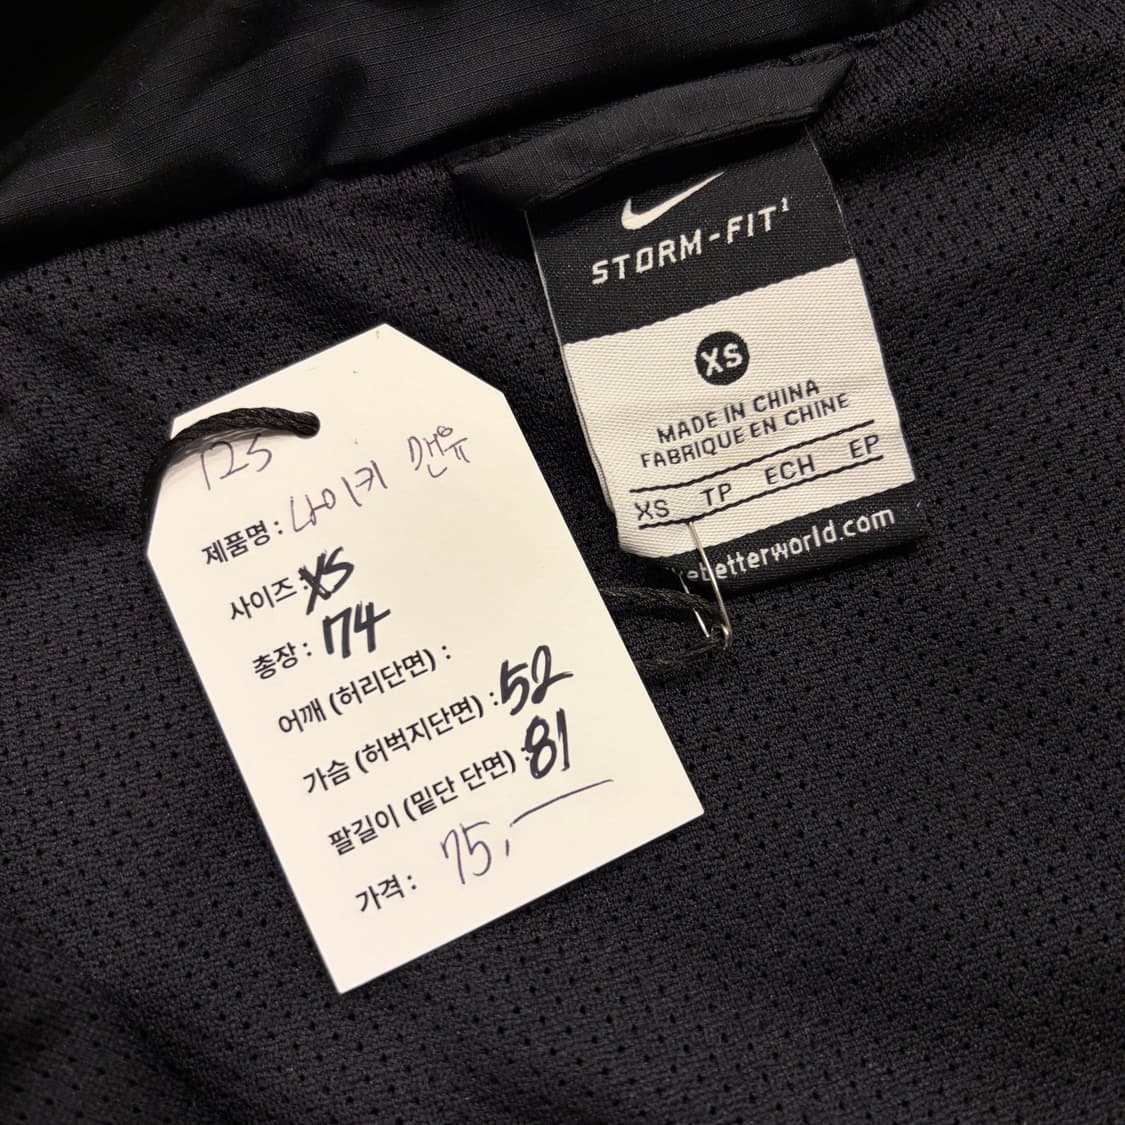 STORM-FIT¹
XS
MADE IN CHINA
FABRIQUE EN CHINE
XS TP ECH EP
ebetterworld.com
123
제품명 : 나이키 맨유
사이즈 : XS
총장 : 74
어깨 (허리단면) :
가슴 (허벅지단면) : 52
팔길이 (밑단 단면) : 81
가격 : 75,—